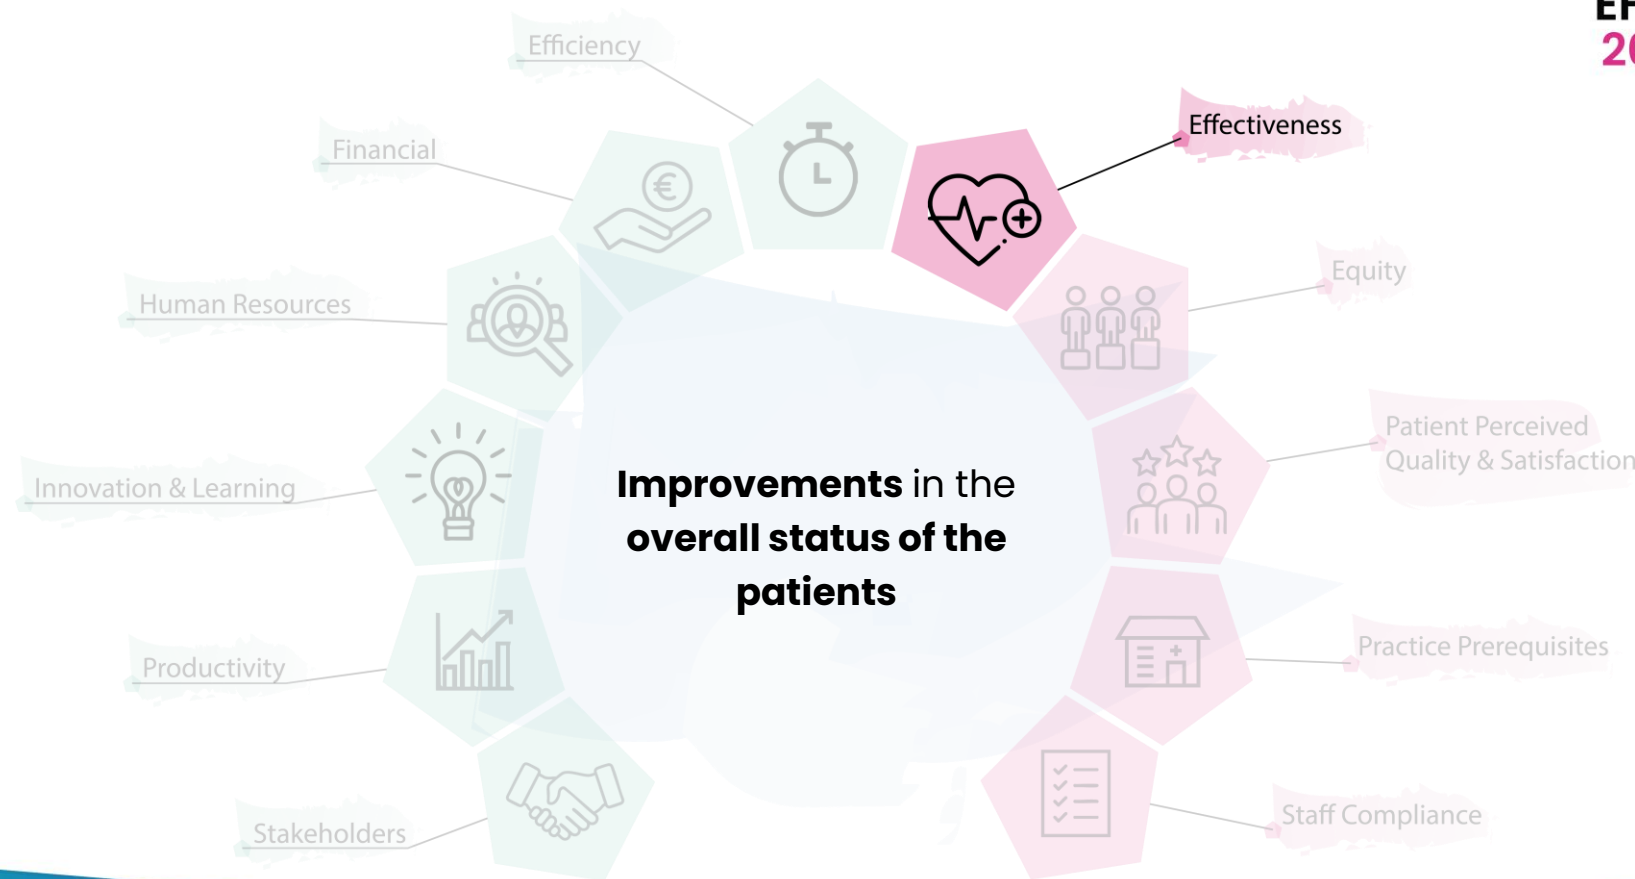 Efficiency
Effectiveness
Financial
€
Equity
Human Resources
Patient Perceived
Quality & Satisfaction
Innovation & Learning
Improvements in the
overall status of the
patients
Practice Prerequisites
Productivity
Staff Compliance
Stakeholders